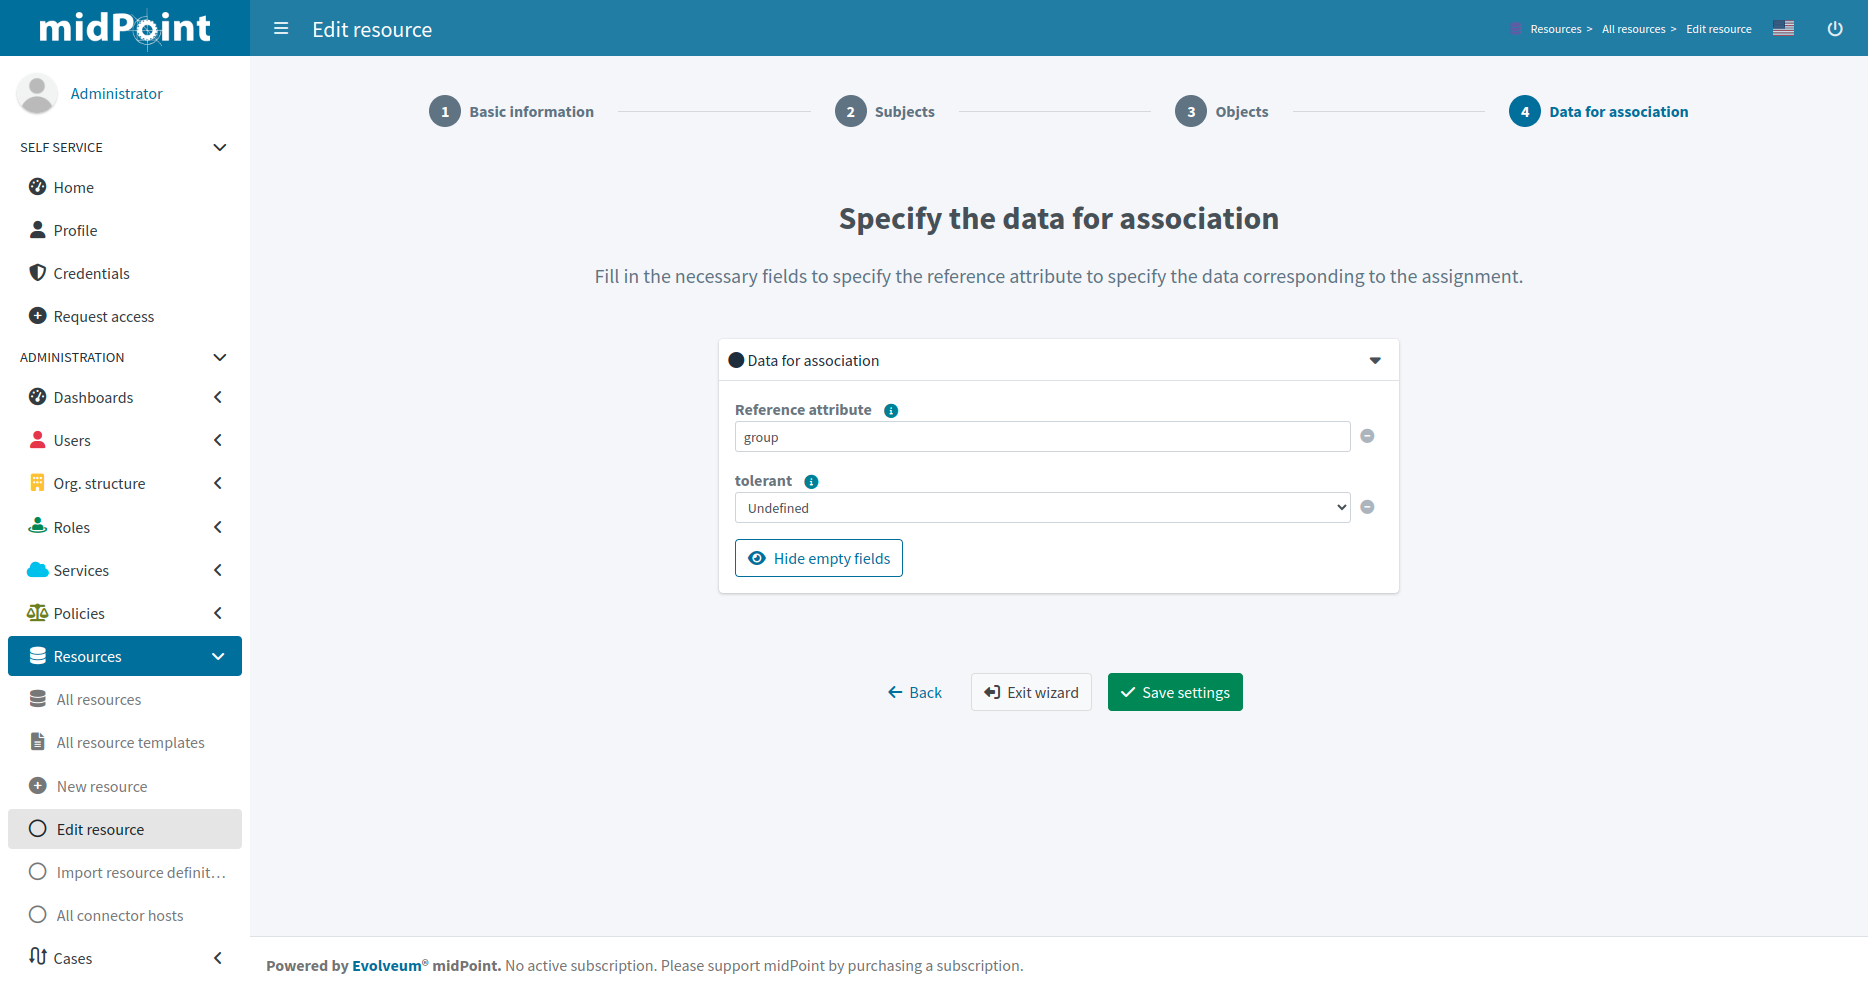 midPoint
Edit resource
Resources > All resources > Edit resource
Administrator
SELF SERVICE
Home
Profile
Credentials
Request access
ADMINISTRATION
Dashboards
Users
Org. structure
Roles
Services
Policies
Resources
All resources
All resource templates
New resource
Edit resource
Import resource definit…
All connector hosts
Cases
1 Basic information
2 Subjects
3 Objects
4 Data for association
Specify the data for association
Fill in the necessary fields to specify the reference attribute to specify the data corresponding to the assignment.
Data for association
Reference attribute
group
tolerant
Undefined
Hide empty fields
Back
Exit wizard
Save settings
Powered by Evolveum® midPoint. No active subscription. Please support midPoint by purchasing a subscription.